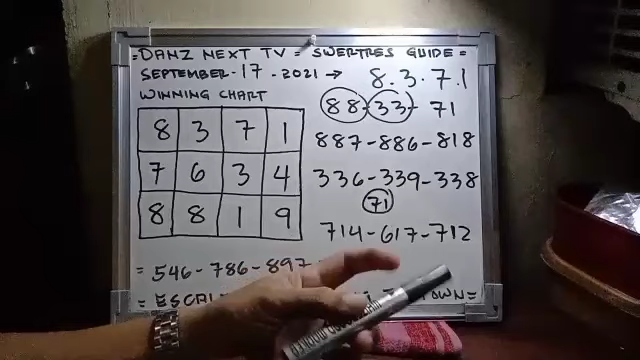 = DANZ NEXT TV = SWERTRES GUIDE =
SEPTEMBER - 17 - 2021 → 8.3.7.1
WINNING CHART
88 - 33 - 71
8 3 7 1
7 6 3 4
8 8 1 9
887 - 886 - 818
336 - 339 - 338
71
714 - 617 - 712
= 546 - 786 - 897